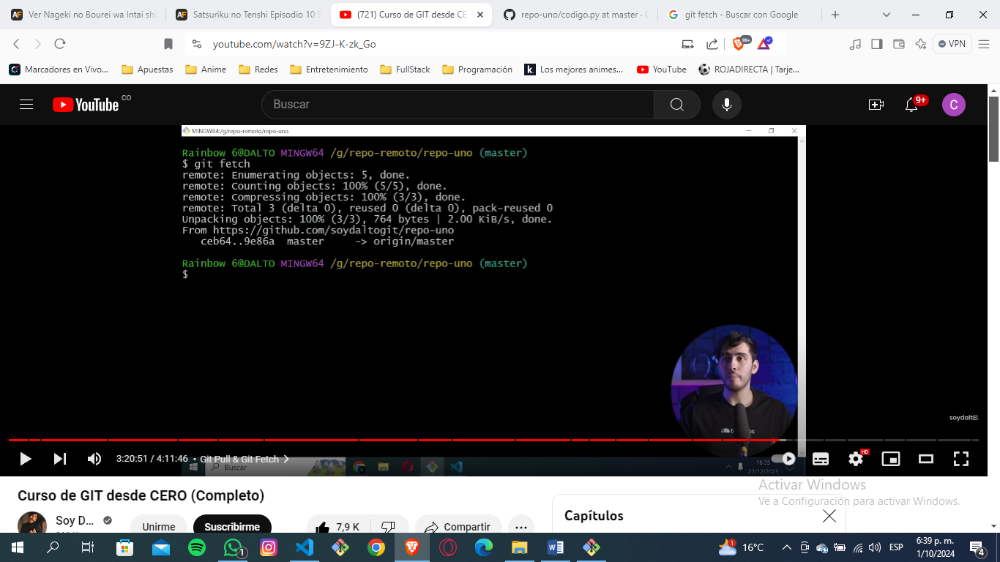 Ver Nageki no Bourei wa Intai shi
Satsuriku no Tenshi Episodio 10 S
(721) Curso de GIT desde CE
repo-uno/codigo.py at master · C
git fetch - Buscar con Google
youtube.com/watch?v=9ZJ-K-zk_Go
99+
VPN
Marcadores en Vivo...
Apuestas
Anime
Redes
Entretenimiento
FullStack
Programación
Los mejores animes...
YouTube
ROJADIRECTA | Tarje...
YouTube CO
Buscar
9+
C
MINGW64:/g/repo-remoto/repo-uno
Rainbow 6@DALTO MINGW64 /g/repo-remoto/repo-uno (master)
$ git fetch
remote: Enumerating objects: 5, done.
remote: Counting objects: 100% (5/5), done.
remote: Compressing objects: 100% (3/3), done.
remote: Total 3 (delta 0), reused 0 (delta 0), pack-reused 0
Unpacking objects: 100% (3/3), 764 bytes | 2.00 KiB/s, done.
From https://github.com/soydaltogit/repo-uno
ceb64..9e86a master -> origin/master
Rainbow 6@DALTO MINGW64 /g/repo-remoto/repo-uno (master)
$
soydalto
3:20:51 / 4:11:46 • Git Pull & Git Fetch
HD
Buscar
16:35
22/12/2023
Curso de GIT desde CERO (Completo)
Activar Windows
Ve a Configuración para activar Windows.
Capítulos
Soy D...
Unirme
Suscribirme
7,9 K
Compartir
1
16°C
ESP
6:39 p. m.
1/10/2024
4